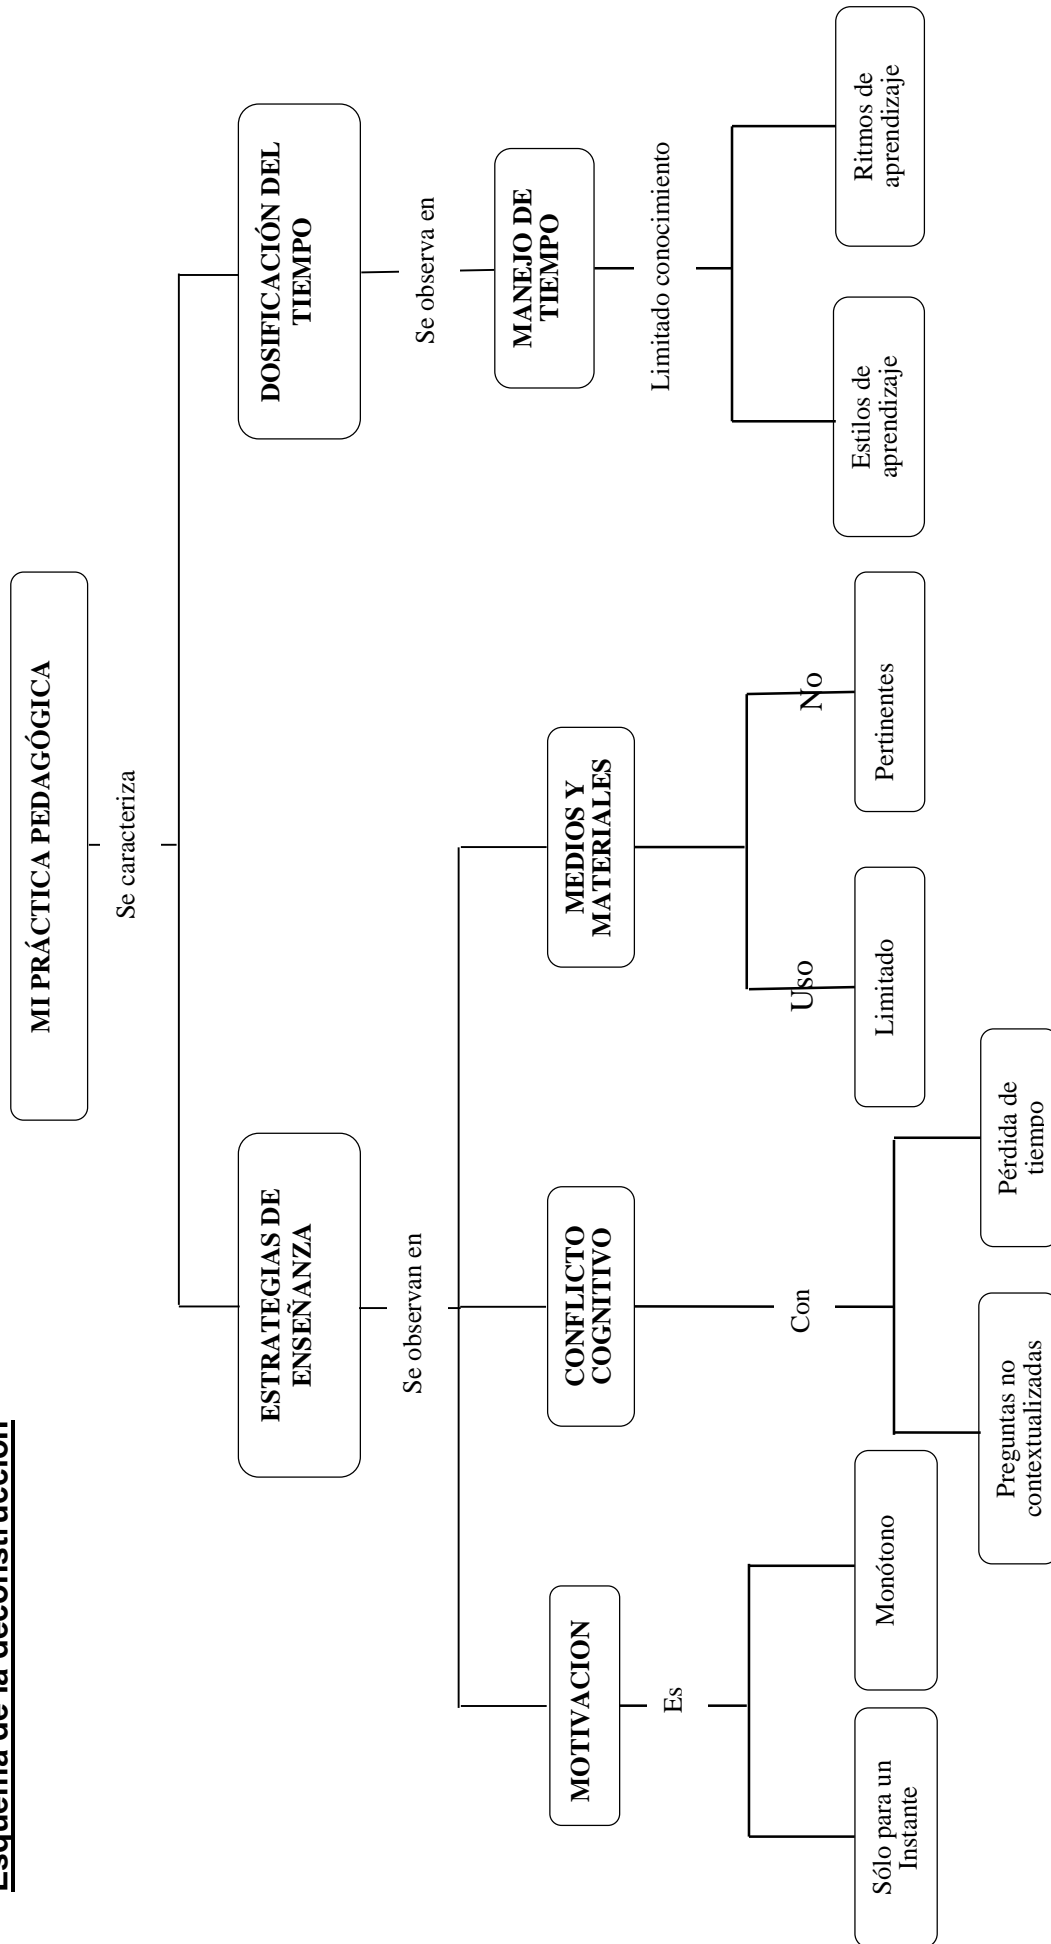 Esquema de la deconstrucción
MI PRÁCTICA PEDAGÓGICA
Se caracteriza
ESTRATEGIAS DE
ENSEÑANZA
DOSIFICACIÓN DEL
TIEMPO
Se observan en
Se observa en
MOTIVACION
CONFLICTO
COGNITIVO
MEDIOS Y
MATERIALES
MANEJO DE
TIEMPO
Es
Con
Uso
No
Limitado conocimiento
Sólo para un
Instante
Monótono
Preguntas no
contextualizadas
Pérdida de
tiempo
Limitado
Pertinentes
Estilos de
aprendizaje
Ritmos de
aprendizaje